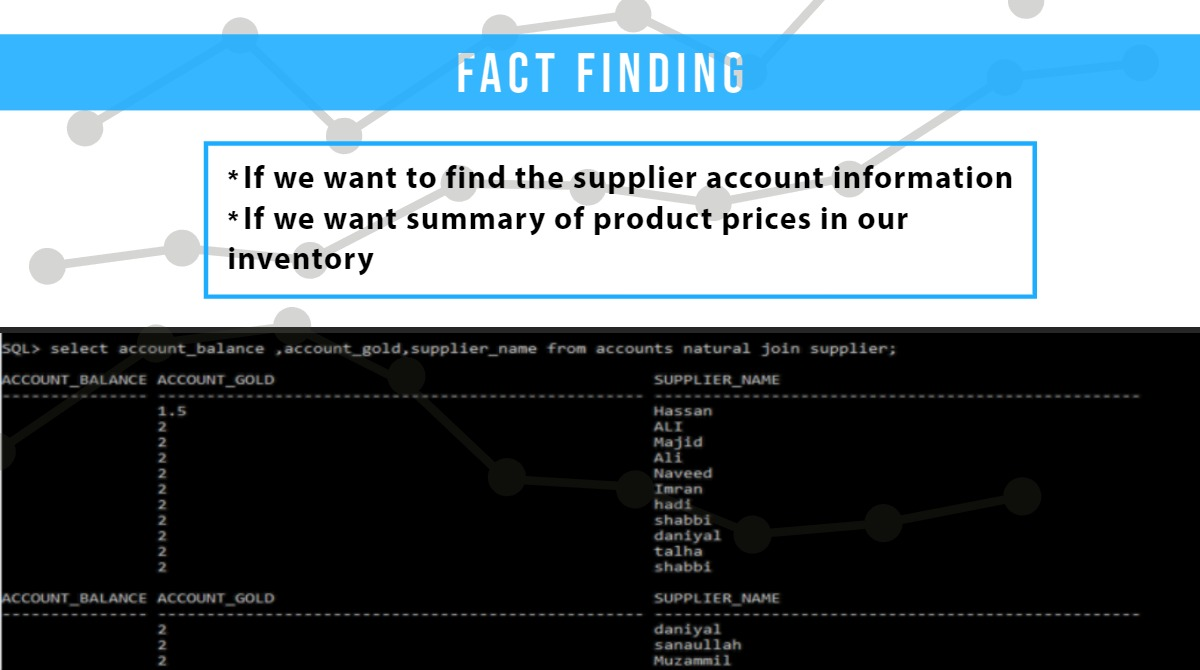 FACT FINDING
*If we want to find the supplier account information
*If we want summary of product prices in our
inventory
SQL> select account_balance ,account_gold,supplier_name from accounts natural join supplier;
ACCOUNT_BALANCE ACCOUNT_GOLD SUPPLIER_NAME
--------------- ------------------------------------------------------------ ------------------------------------------------------------
1.5 Hassan
2 ALI
2 Majid
2 Ali
2 Naveed
2 Imran
2 hadi
2 shabbi
2 daniyal
2 talha
2 shabbi
ACCOUNT_BALANCE ACCOUNT_GOLD SUPPLIER_NAME
--------------- ------------------------------------------------------------ ------------------------------------------------------------
2 daniyal
2 sanaullah
2 Muzammil